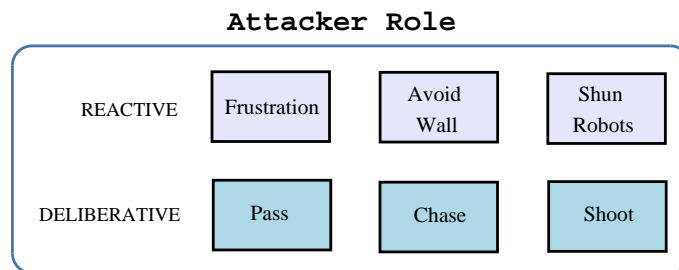 Attacker Role
REACTIVE
Frustration
Avoid
Wall
Shun
Robots
DELIBERATIVE
Pass
Chase
Shoot